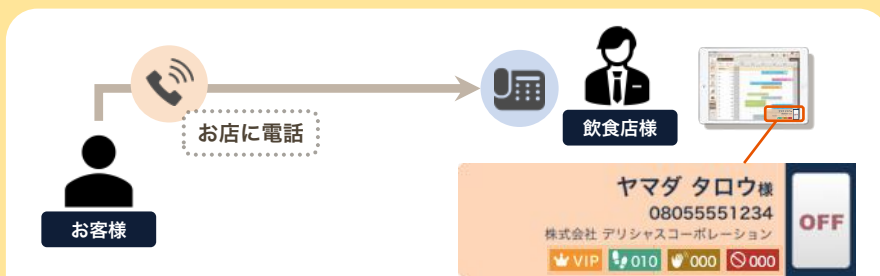 お店に電話
お客様
飲食店様
ヤマダ タロウ様
08055551234
株式会社 デリシャスコーポレーション
VIP 010 000 000
OFF